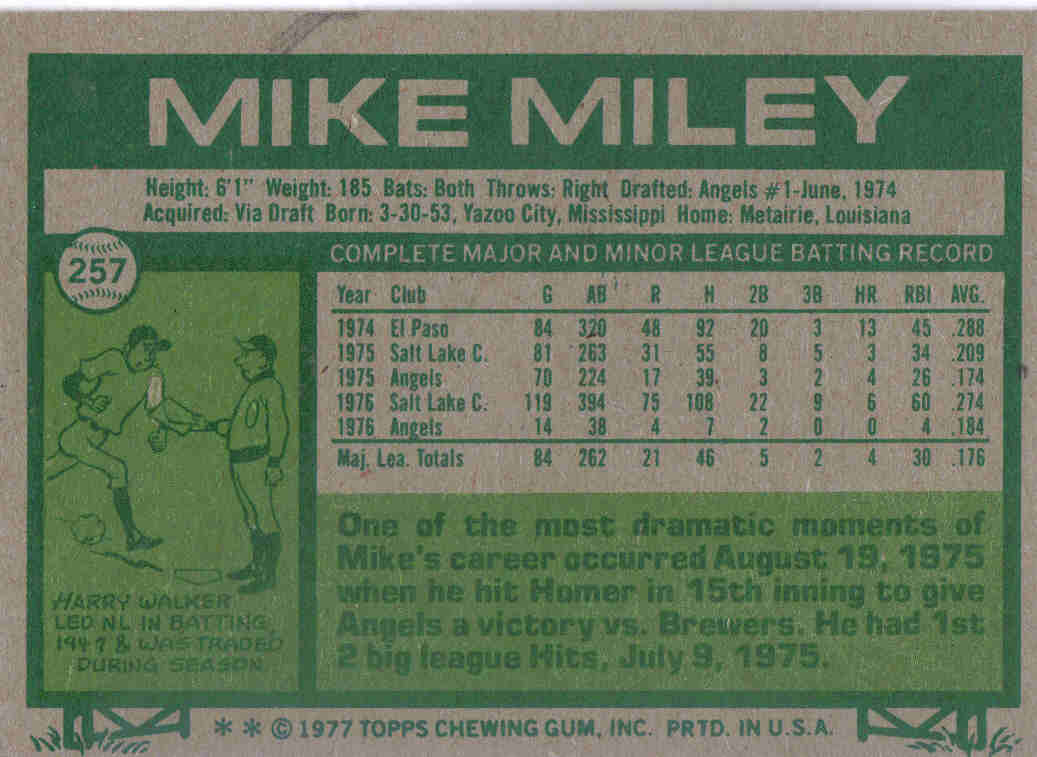 MIKE MILEY
Height: 6'1" Weight: 185 Bats: Both Throws: Right Drafted: Angels #1-June, 1974
Acquired: Via Draft Born: 3-30-53, Yazoo City, Mississippi Home: Metairie, Louisiana
257
COMPLETE MAJOR AND MINOR LEAGUE BATTING RECORD
Year Club G AB R H 2B 3B HR RBI AVG.
1974 El Paso 84 320 48 92 20 3 13 45 .288
1975 Salt Lake C. 81 263 31 55 8 5 3 34 .209
1975 Angels 70 224 17 39 3 2 4 26 .174
1976 Salt Lake C. 119 394 75 108 22 9 6 60 .274
1976 Angels 14 38 4 7 2 0 0 4 .184
Maj. Lea. Totals 84 262 21 46 5 2 4 30 .176
HARRY WALKER
LED NL IN BATTING,
1947 & WAS TRADED
DURING SEASON
One of the most dramatic moments of
Mike's career occurred August 19, 1975
when he hit Homer in 15th inning to give
Angels a victory vs. Brewers. He had 1st
2 big league Hits, July 9, 1975.
* * © 1977 TOPPS CHEWING GUM, INC. PRTD. IN U.S.A.